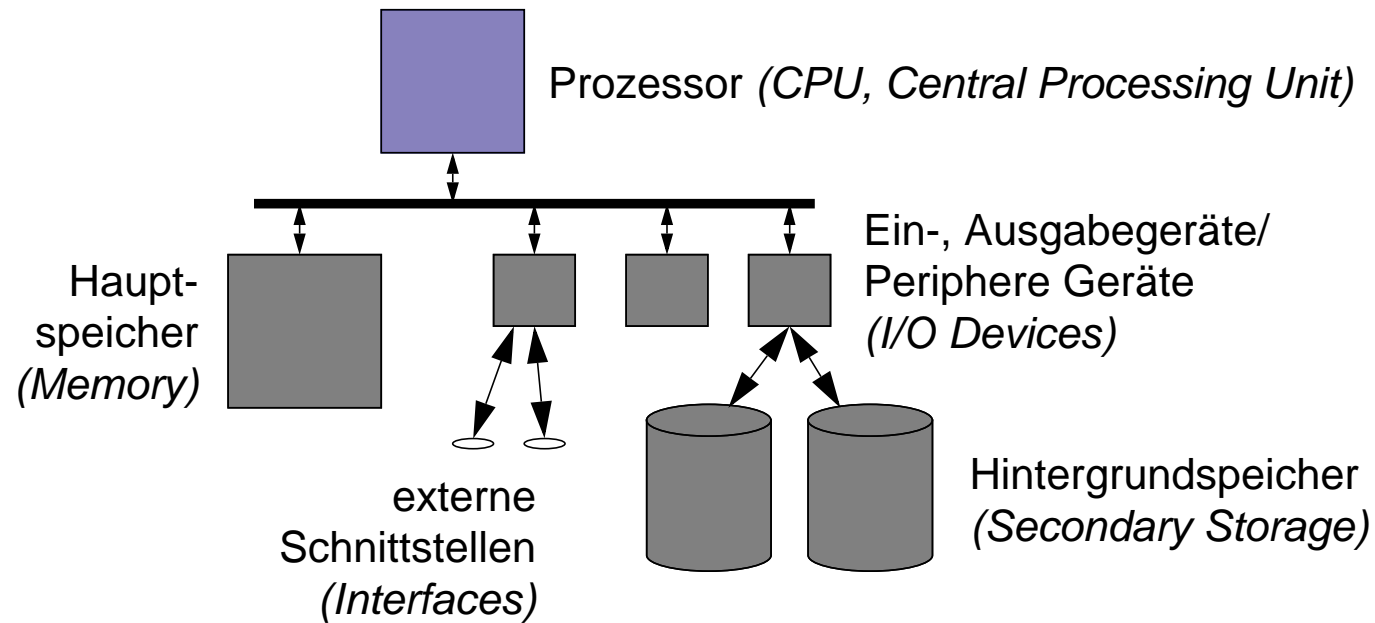 Prozessor (CPU, Central Processing Unit)
Ein-, Ausgabegeräte/
Periphere Geräte
(I/O Devices)
Haupt-
speicher
(Memory)
externe
Schnittstellen
(Interfaces)
Hintergrundspeicher
(Secondary Storage)